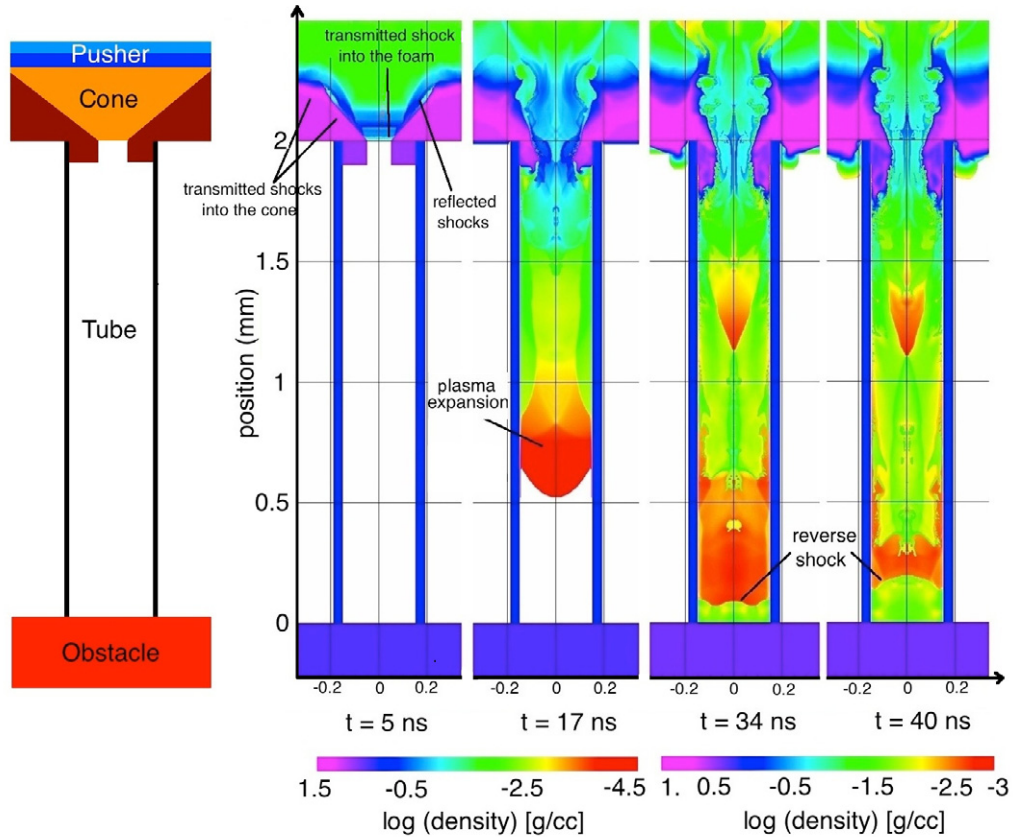 Pusher
Cone
Tube
Obstacle
transmitted shock
into the foam
transmitted shocks
into the cone
reflected
shocks
plasma
expansion
reverse
shock
position (mm)
2
1.5
1
0.5
0
-0.2 0 0.2
-0.2 0 0.2
-0.2 0 0.2
-0.2 0 0.2
t = 5 ns
t = 17 ns
t = 34 ns
t = 40 ns
1.5 -0.5 -2.5 -4.5
log (density) [g/cc]
1. 0.5 -0.5 -1.5 -2.5 -3
log (density) [g/cc]